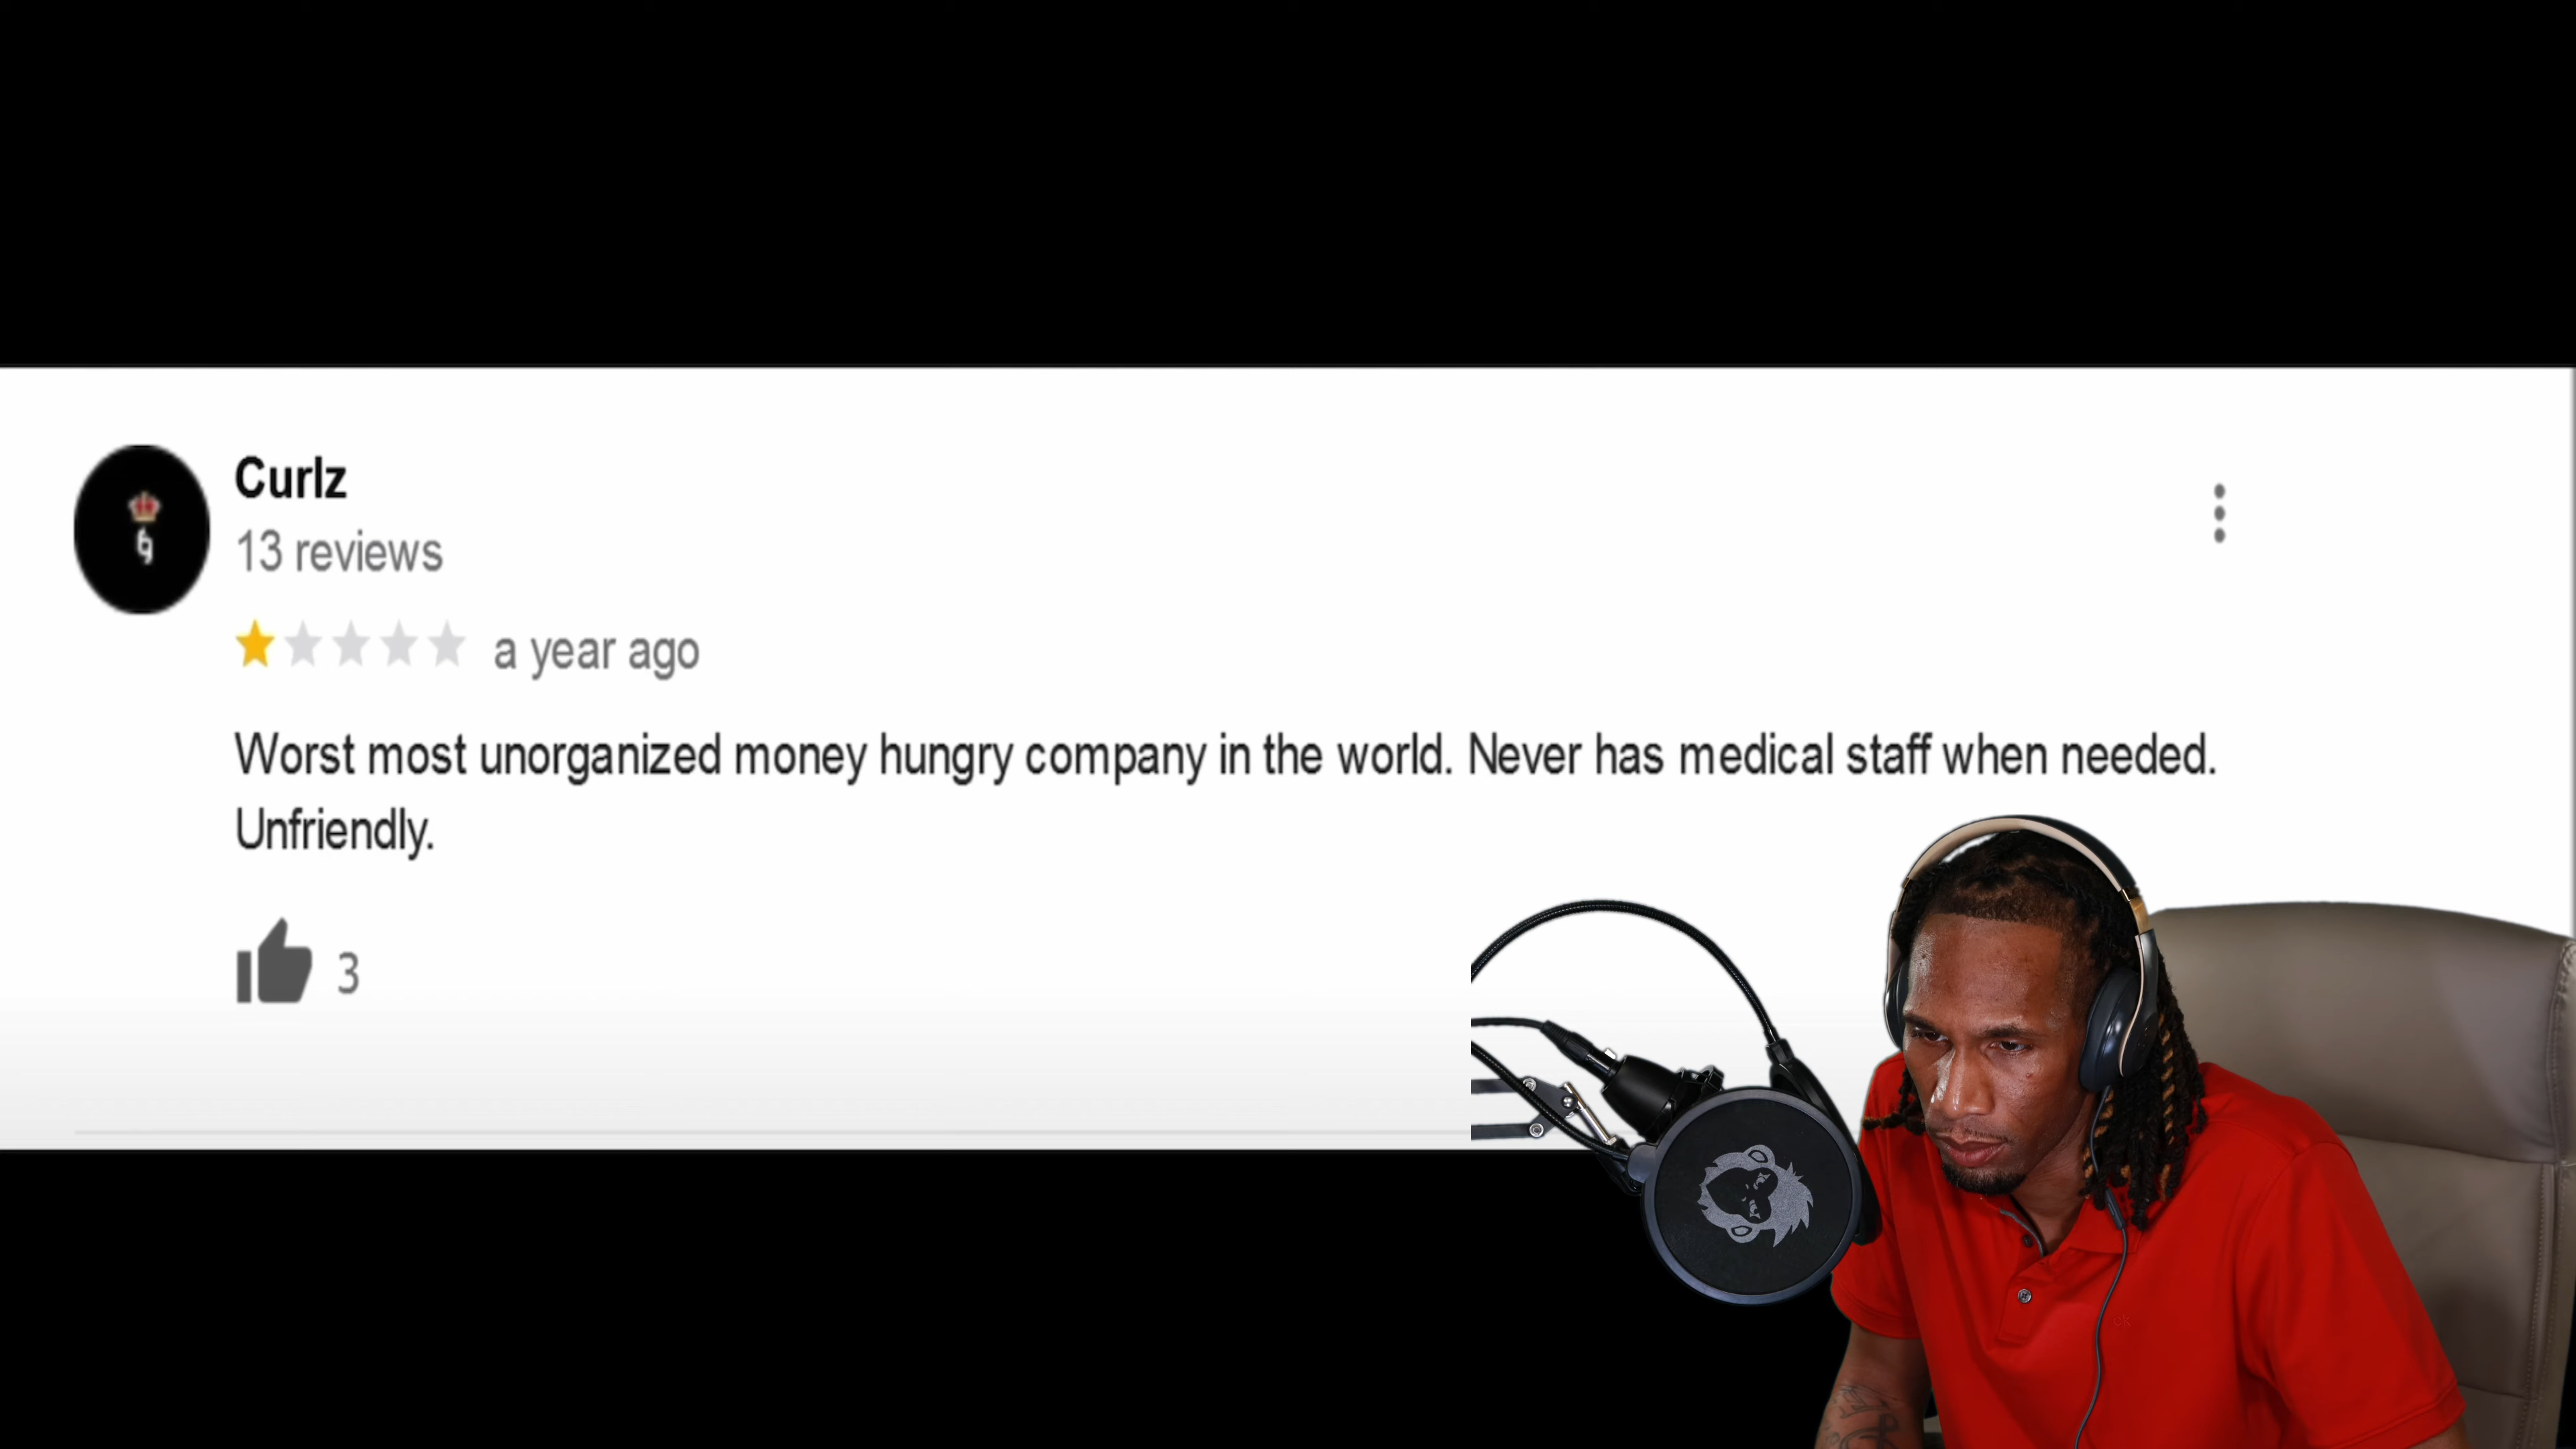 Curlz
13 reviews
a year ago
Worst most unorganized money hungry company in the world. Never has medical staff when needed.
Unfriendly.
3